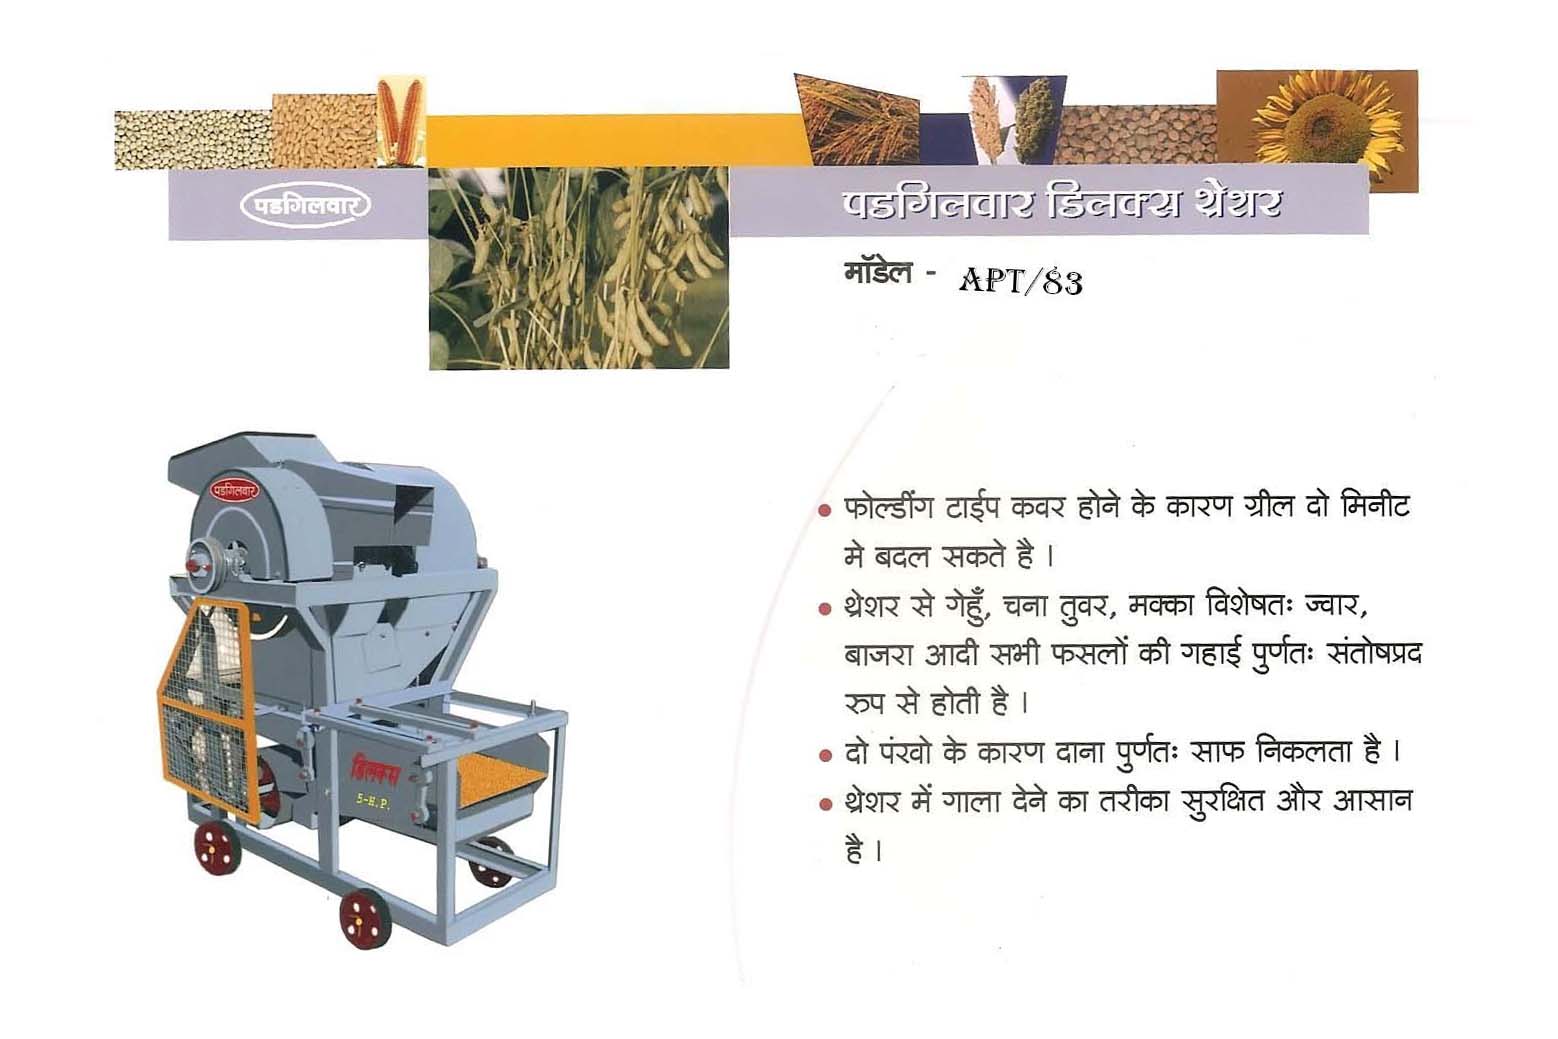 पडगिलवार
पडगिलवार डिलक्स थ्रेशर
मॉडेल - APT/83
पडगिलवार
डिलक्स
5-H.P.
• फोल्डींग टाईप कवर होने के कारण ग्रील दो मिनीट
मे बदल सकते है ।
• थ्रेशर से गेहुँ, चना तुवर, मक्का विशेषतः ज्वार,
बाजरा आदी सभी फसलों की गहाई पुर्णतः संतोषप्रद
रुप से होती है ।
• दो पंखो के कारण दाना पुर्णतः साफ निकलता है ।
• थ्रेशर में गाला देने का तरीका सुरक्षित और आसान
है ।